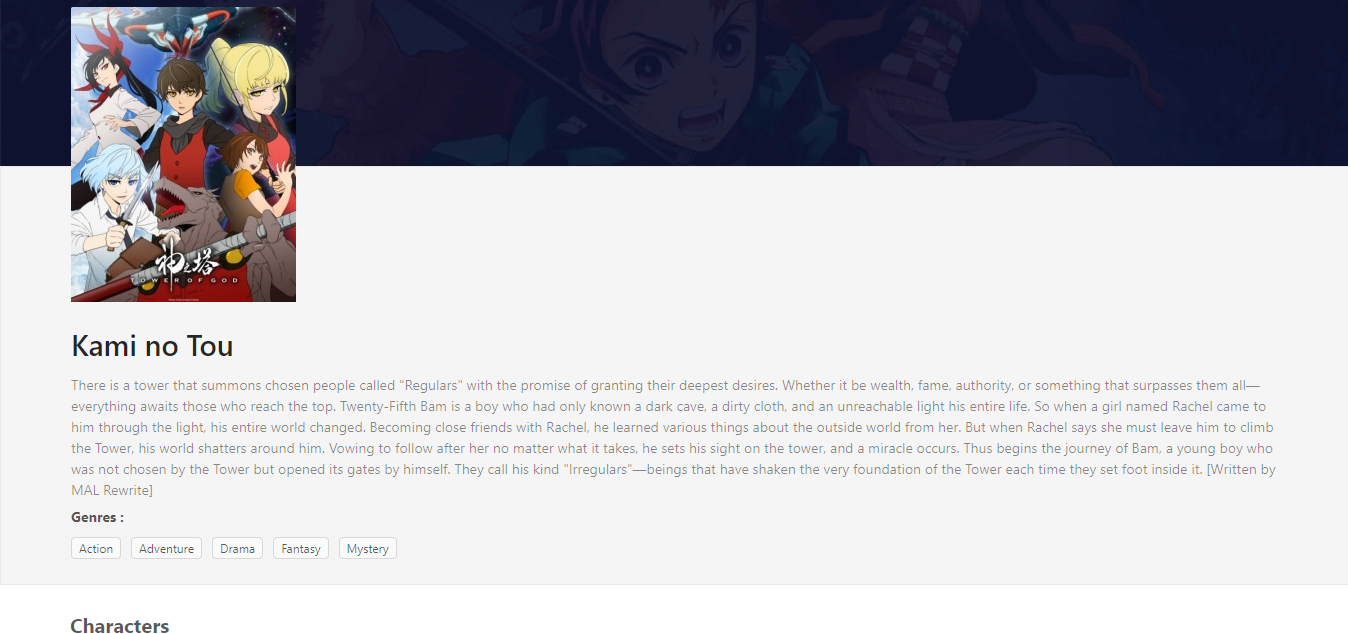 神之塔
TOWER OF GOD
Kami no Tou
There is a tower that summons chosen people called "Regulars" with the promise of granting their deepest desires. Whether it be wealth, fame, authority, or something that surpasses them all—
everything awaits those who reach the top. Twenty-Fifth Bam is a boy who had only known a dark cave, a dirty cloth, and an unreachable light his entire life. So when a girl named Rachel came to
him through the light, his entire world changed. Becoming close friends with Rachel, he learned various things about the outside world from her. But when Rachel says she must leave him to climb
the Tower, his world shatters around him. Vowing to follow after her no matter what it takes, he sets his sight on the tower, and a miracle occurs. Thus begins the journey of Bam, a young boy who
was not chosen by the Tower but opened its gates by himself. They call his kind "Irregulars"—beings that have shaken the very foundation of the Tower each time they set foot inside it. [Written by
MAL Rewrite]
Genres :
Action Adventure Drama Fantasy Mystery
Characters